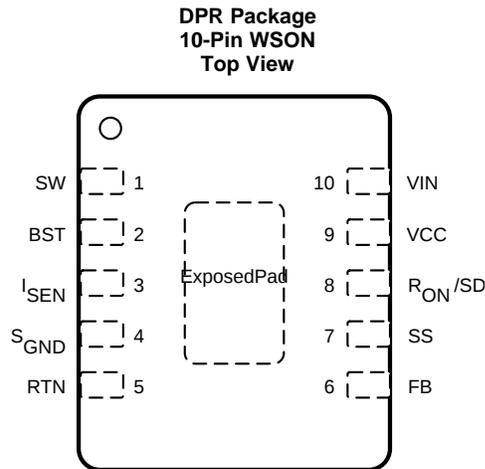 DPR Package
10-Pin WSON
Top View
SW 1 10 VIN
BST 2 9 VCC
ISEN 3 ExposedPad 8 RON/SD
SGND 4 7 SS
RTN 5 6 FB